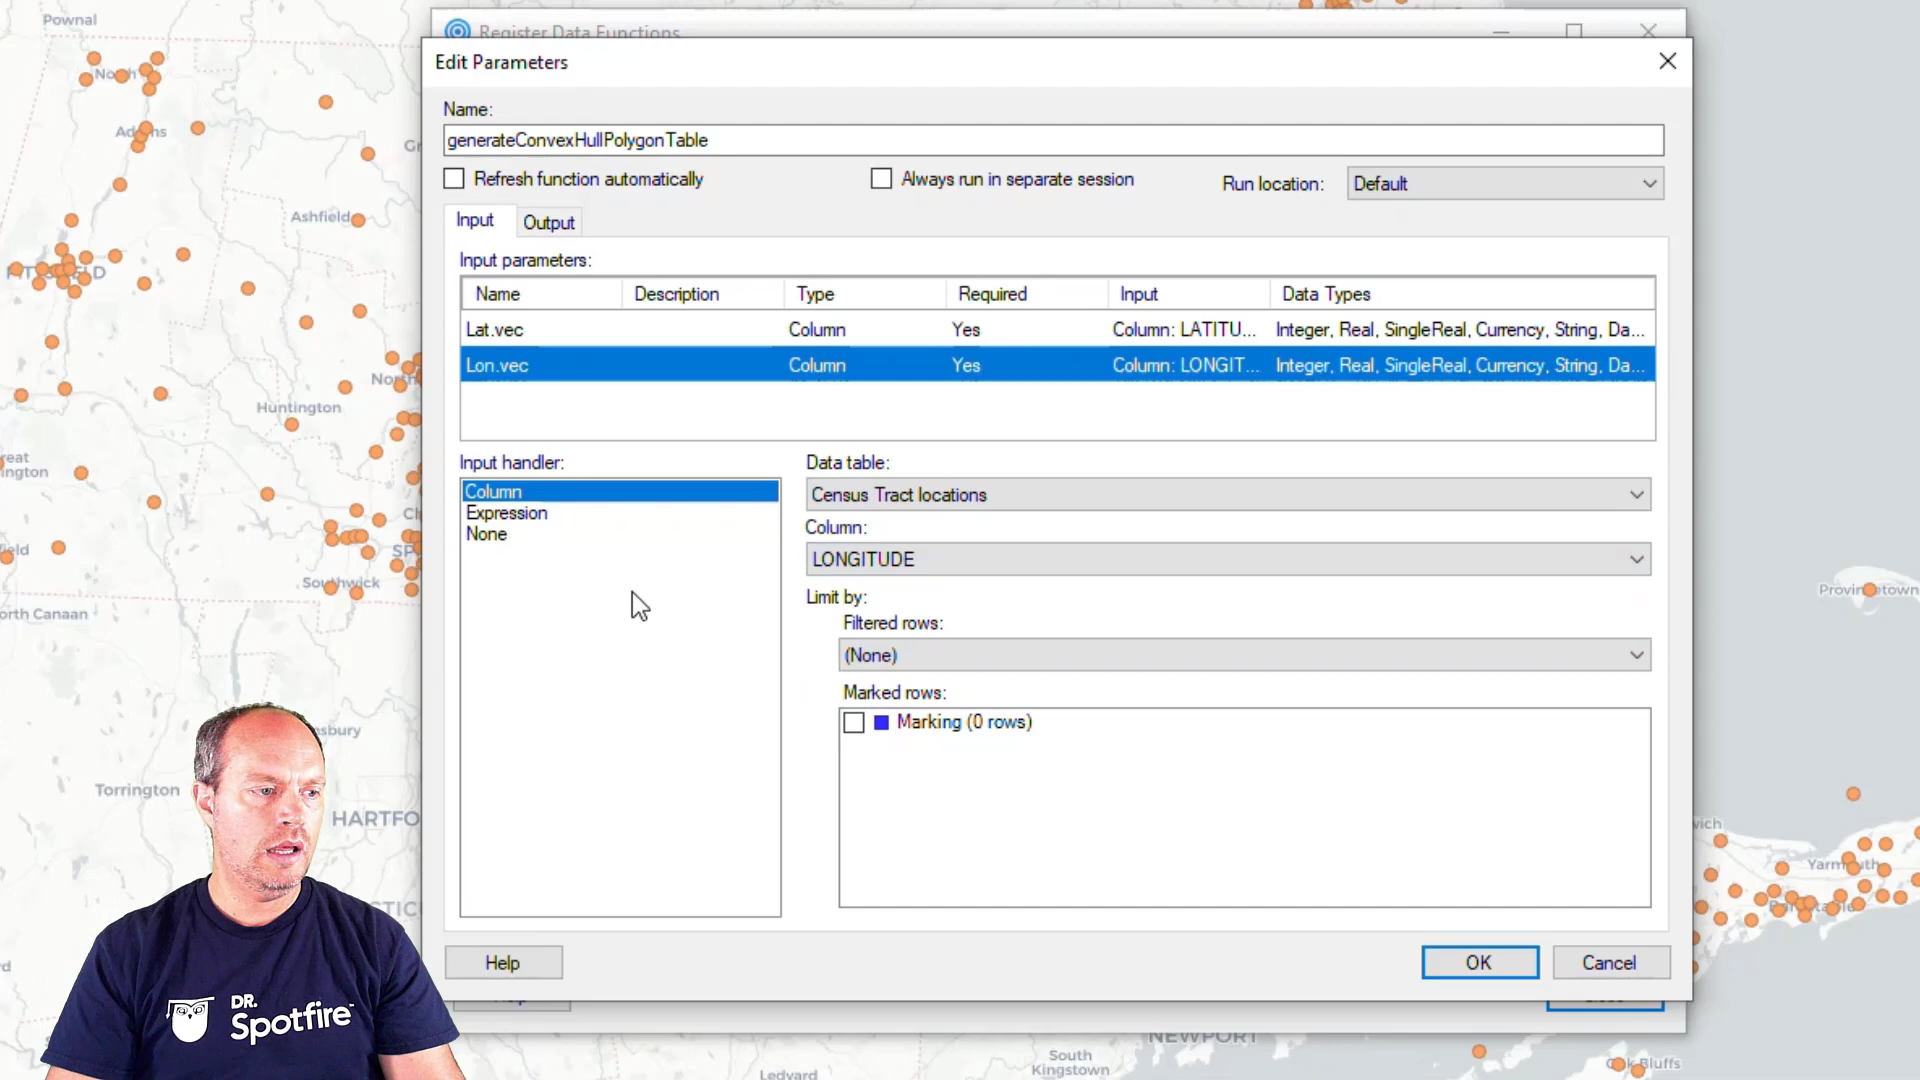 Pownal
Register Data Functions
Edit Parameters
Name:
generateConvexHullPolygonTable
Refresh function automatically
Always run in separate session
Run location:
Default
Input
Output
Input parameters:
Name
Description
Type
Required
Input
Data Types
Lat.vec
Column
Yes
Column: LATITU...
Integer, Real, SingleReal, Currency, String, Da...
Lon.vec
Column
Yes
Column: LONGIT...
Integer, Real, SingleReal, Currency, String, Da...
Input handler:
Column
Expression
None
Data table:
Census Tract locations
Column:
LONGITUDE
Limit by:
Filtered rows:
(None)
Marked rows:
Marking (0 rows)
Help
OK
Cancel
Ashfield
Huntington
Southwick
orth Canaan
Torrington
HARTFO
Provincetown
Yarmouth
NEWPORT
South
Kingstown
Ledyard
DR.
Spotfire™